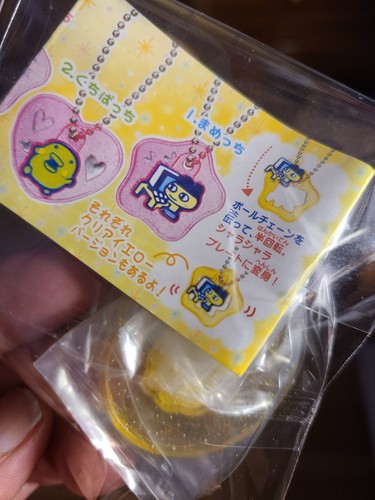 2.くちぱっち
1.まめっち
それぞれ
クリアイエロー
バージョンもあるよ!
ボールチェーンを
伝って、半回転。
シャラシャラ
プレートに変身!